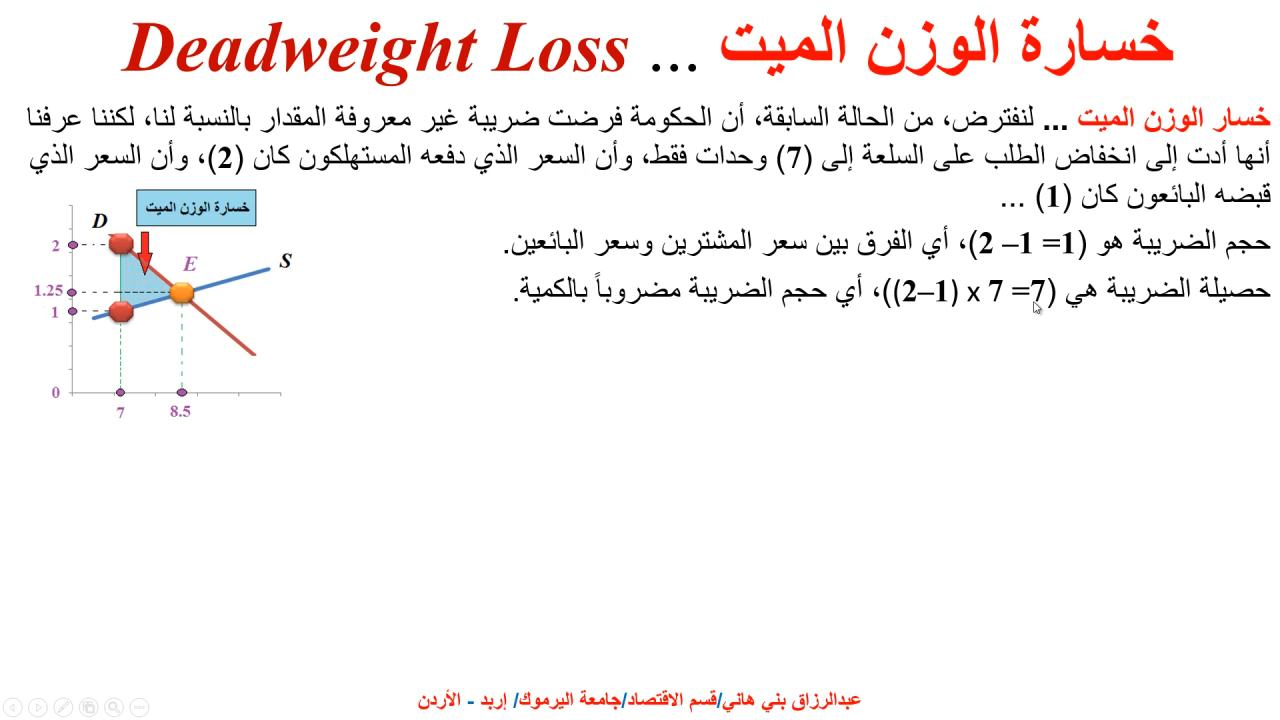 خسارة الوزن الميت ... Deadweight Loss
خسار الوزن الميت ... لنفترض، من الحالة السابقة، أن الحكومة فرضت ضريبة غير معروفة المقدار بالنسبة لنا، لكننا عرفنا
أنها أدت إلى انخفاض الطلب على السلعة إلى (7) وحدات فقط، وأن السعر الذي دفعه المستهلكون كان (2)، وأن السعر الذي
قبضه البائعون كان (1) ...
حجم الضريبة هو (1= 1– 2)، أي الفرق بين سعر المشترين وسعر البائعين.
حصيلة الضريبة هي (7= 7 x (2–1))، أي حجم الضريبة مضروباً بالكمية.
خسارة الوزن الميت
D
2
E
S
1.25
1
0
7
8.5
عبدالرزاق بني هاني/قسم الاقتصاد/جامعة اليرموك/ إربد - الأردن